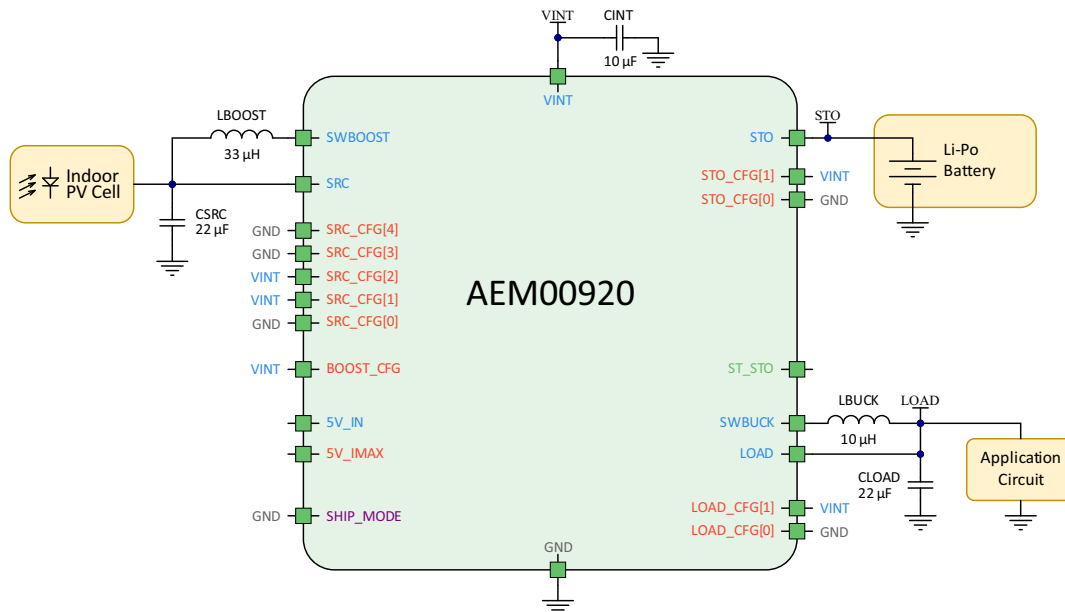 VINT
CINT
10 µF
VINT
LBOOST
33 µH
SWBOOST
Indoor
PV Cell
SRC
CSRC
22 µF
GND
SRC_CFG[4]
GND
SRC_CFG[3]
VINT
SRC_CFG[2]
VINT
SRC_CFG[1]
GND
SRC_CFG[0]
VINT
BOOST_CFG
5V_IN
5V_IMAX
GND
SHIP_MODE
AEM00920
STO
STO
Li-Po
Battery
STO_CFG[1]
VINT
STO_CFG[0]
GND
ST_STO
LBUCK
LOAD
SWBUCK
10 µH
LOAD
CLOAD
22 µF
Application
Circuit
LOAD_CFG[1]
VINT
LOAD_CFG[0]
GND
GND